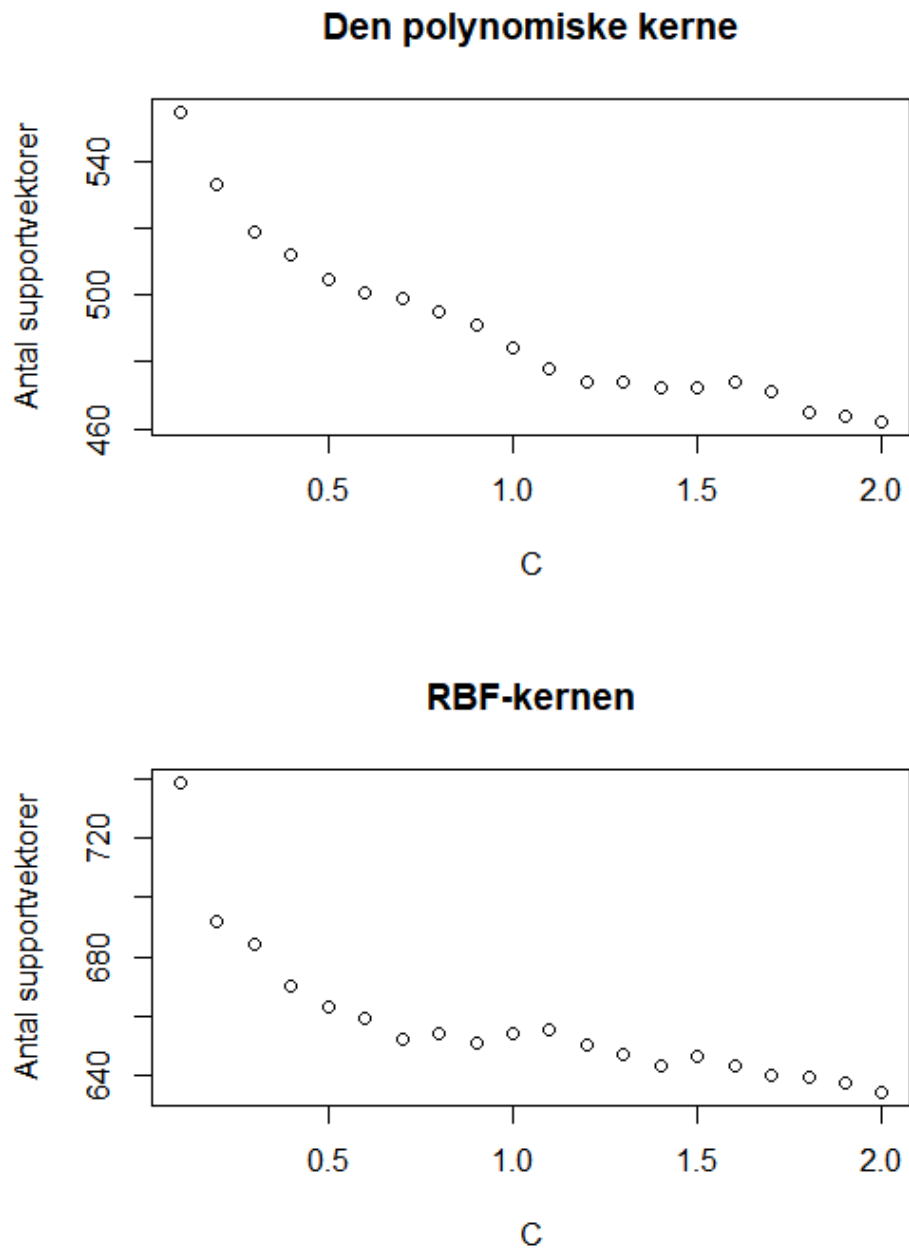 Den polynomiske kerne
Antal supportvektorer
540
500
460
0.5 1.0 1.5 2.0
C
RBF-kernen
Antal supportvektorer
720
680
640
0.5 1.0 1.5 2.0
C